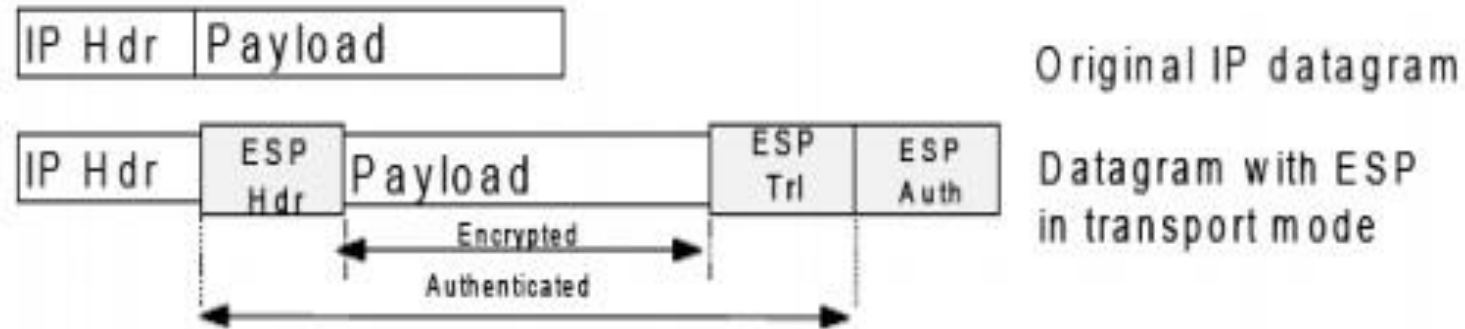 IP Hdr Payload
Original IP datagram
IP Hdr ESP Hdr Payload ESP Trl ESP Auth
Datagram with ESP
in transport mode
Encrypted
Authenticated